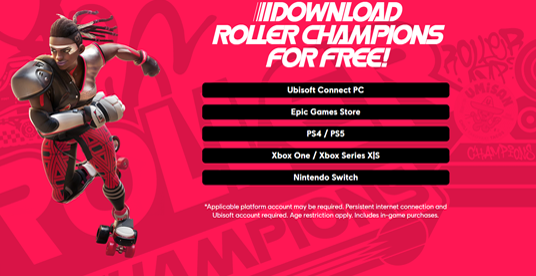 DOWNLOAD
ROLLER CHAMPIONS
FOR FREE!
Ubisoft Connect PC
Epic Games Store
PS4 / PS5
Xbox One / Xbox Series X|S
Nintendo Switch
*Applicable platform account may be required. Persistent internet connection and
Ubisoft account required. Age restriction apply. Includes in-game purchases.